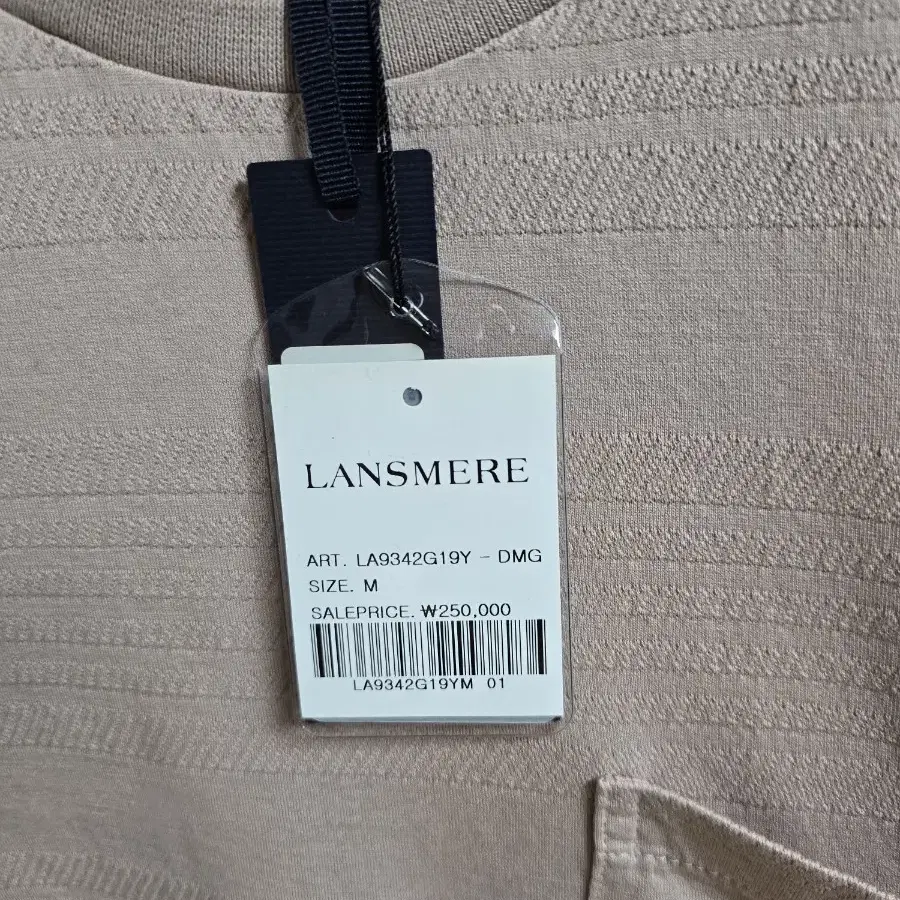 LANSMERE
ART. LA9342G19Y - DMG
SIZE. M
SALEPRICE. ₩250,000
LA9342G19YM 01